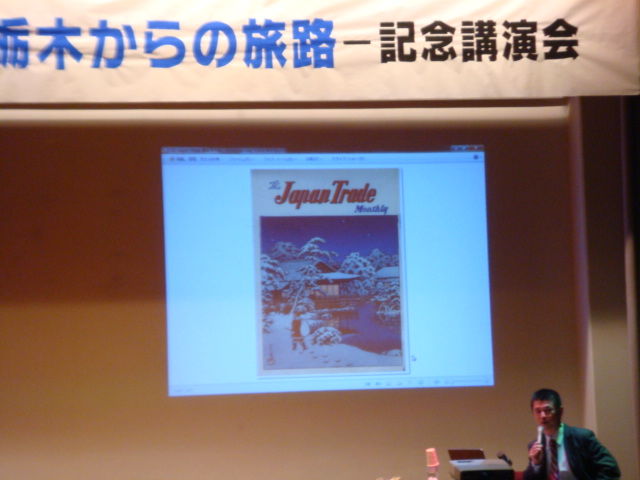 栃木からの旅路－記念講演会
The
Japan Trade
Monthly